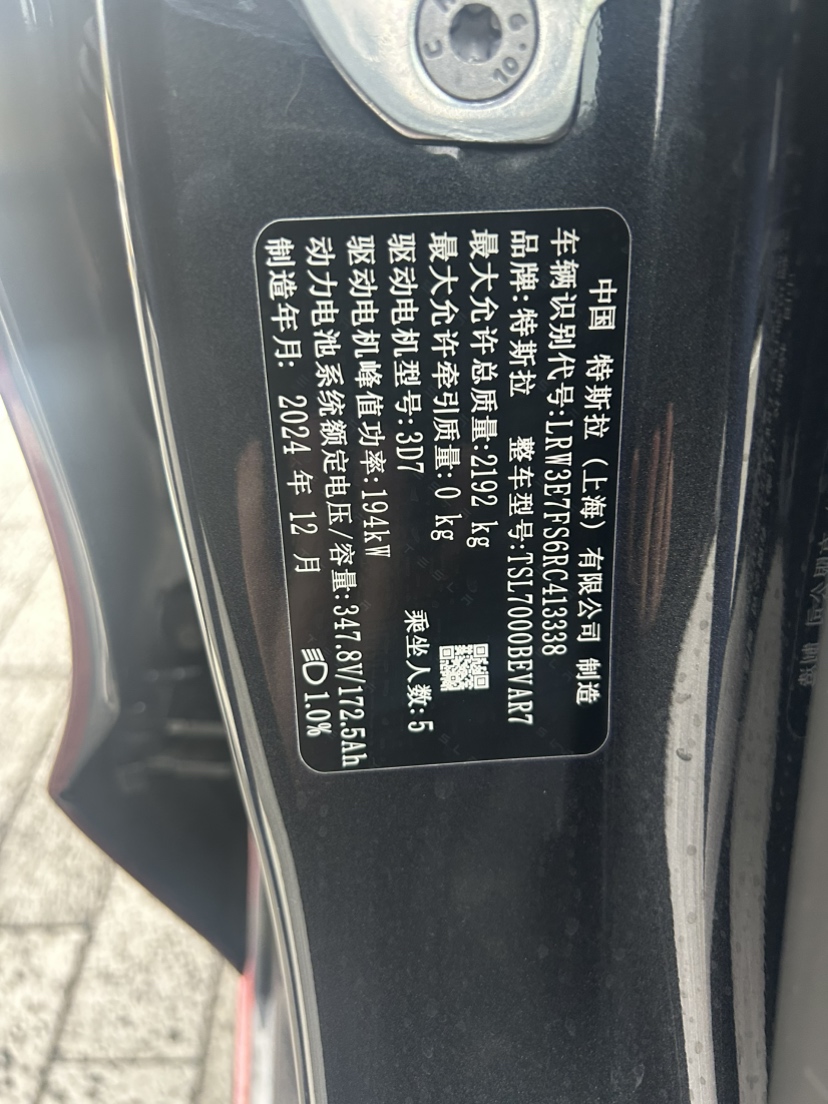 中国 特斯拉（上海）有限公司 制造
车辆识别代号:LRW3E7FS6RC413338
品牌:特斯拉 整车型号:TSL7000BEVAR7
最大允许总质量:2192 kg
最大允许牵引质量:0 kg
驱动电机型号:3D7 乘坐人数:5
驱动电机峰值功率:194kW
动力电池系统额定电压/容量:347.8V/172.5Ah
制造年月: 2024 年 12 月 1.0%
10.6